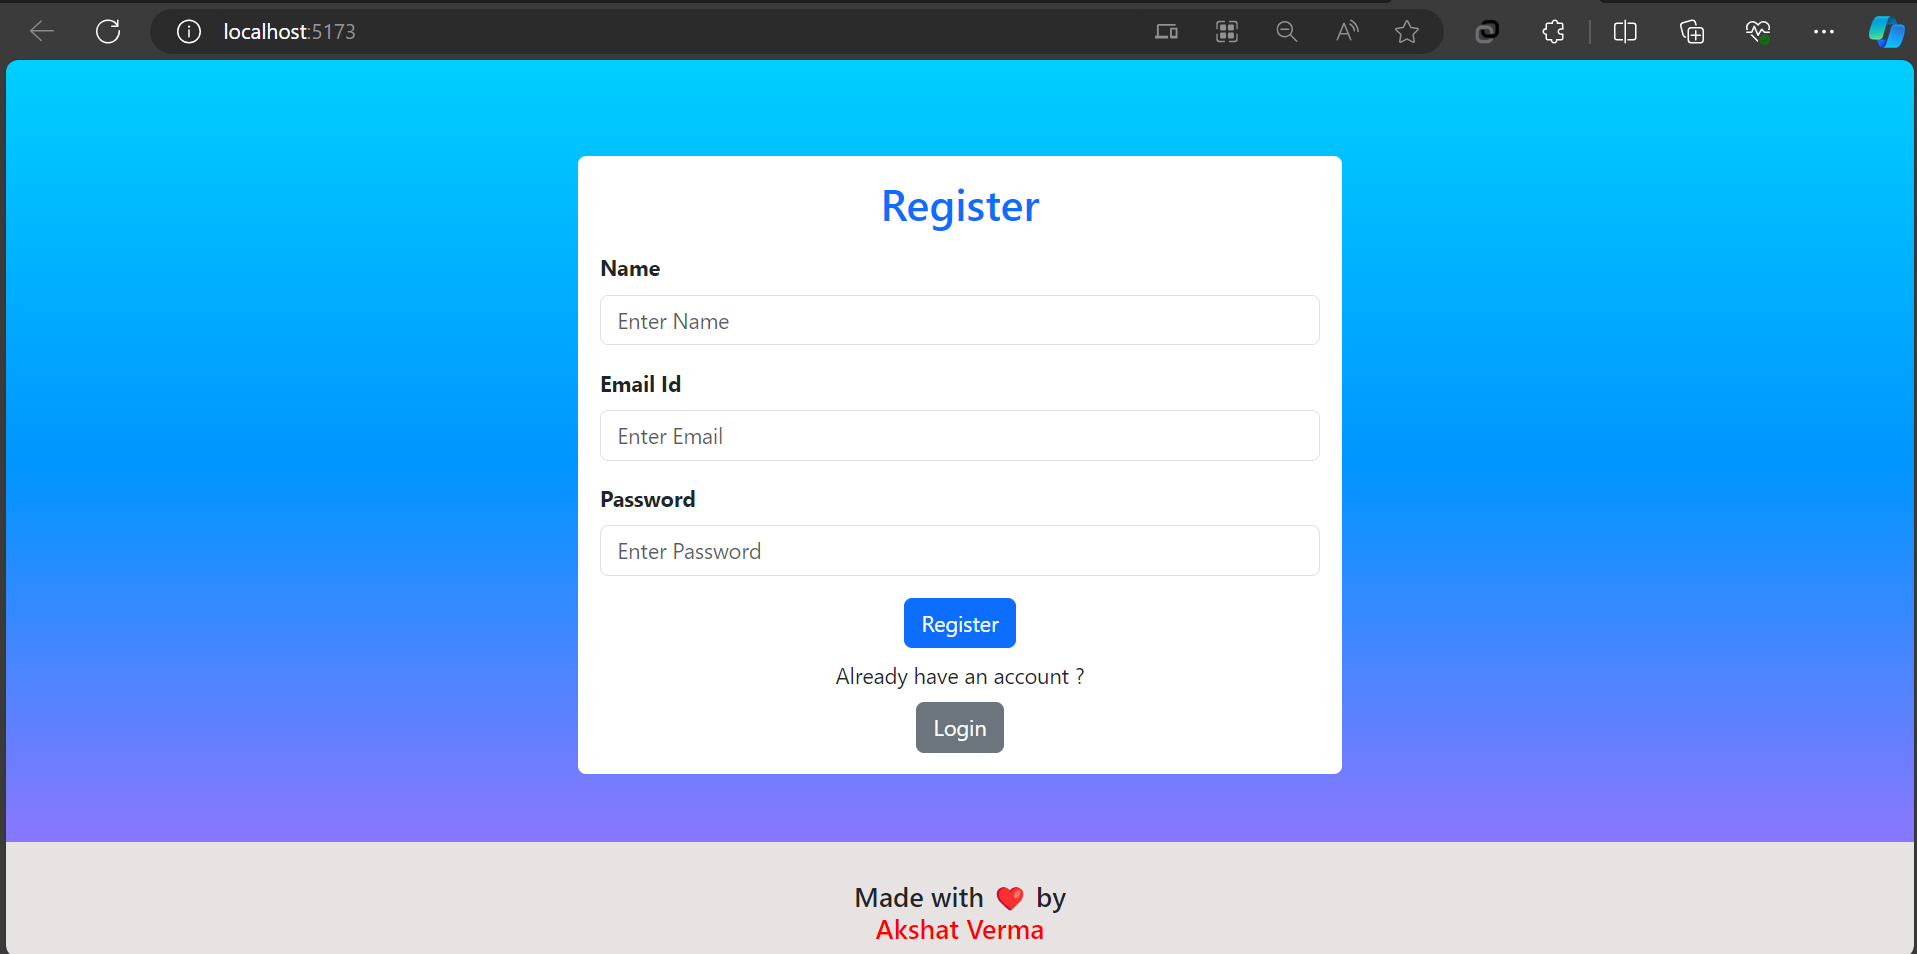 localhost:5173
Register
Name
Enter Name
Email Id
Enter Email
Password
Enter Password
Register
Already have an account ?
Login
Made with ❤️ by
Akshat Verma